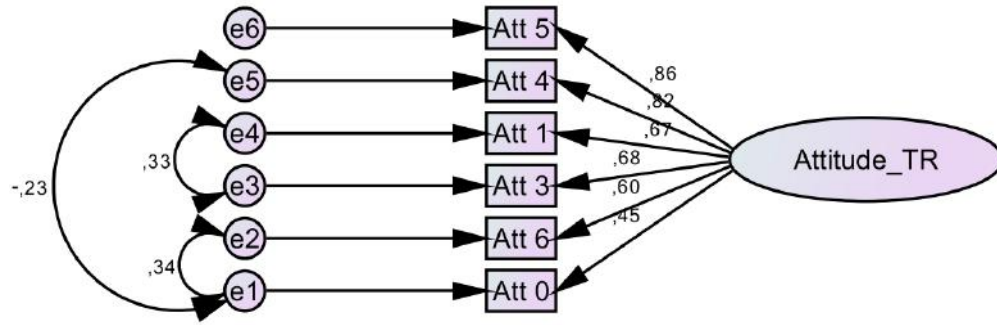 e6 Att 5
,86
e5 Att 4
,82
e4 Att 1
,67
,33
,68
-,23 e3 Att 3
,60
Attitude_TR
e2 Att 6
,45
,34
e1 Att 0